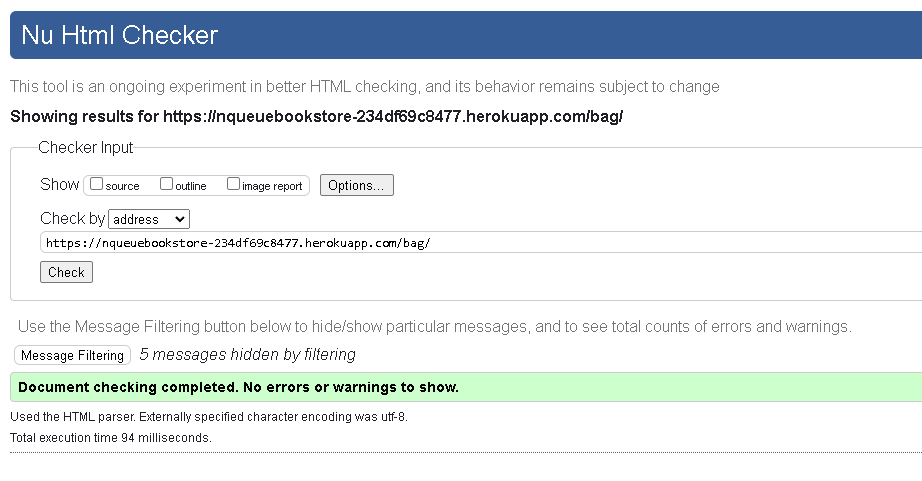 Nu Html Checker
This tool is an ongoing experiment in better HTML checking, and its behavior remains subject to change
Showing results for https://nqueuebookstore-234df69c8477.herokuapp.com/bag/
Checker Input
Show source outline image report Options...
Check by address
https://nqueuebookstore-234df69c8477.herokuapp.com/bag/
Check
Use the Message Filtering button below to hide/show particular messages, and to see total counts of errors and warnings.
Message Filtering 5 messages hidden by filtering
Document checking completed. No errors or warnings to show.
Used the HTML parser. Externally specified character encoding was utf-8.
Total execution time 94 milliseconds.